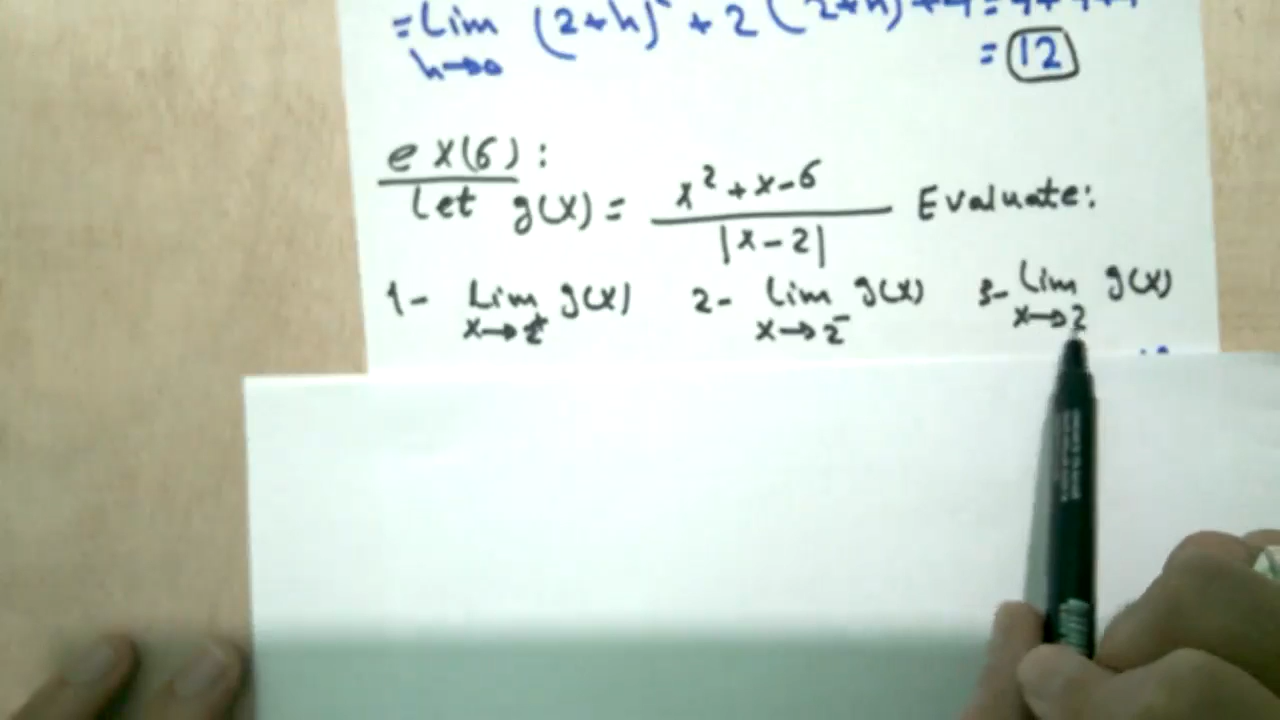 = Lim (2+h)² + 2(2+h) + 4 = 4+4+4
h→0
= 12
ex(6):
Let g(x) = x²+x-6 / |x-2| Evaluate:
1- Lim g(x) 2- Lim g(x) 3- Lim g(x)
x→2⁺ x→2⁻ x→2